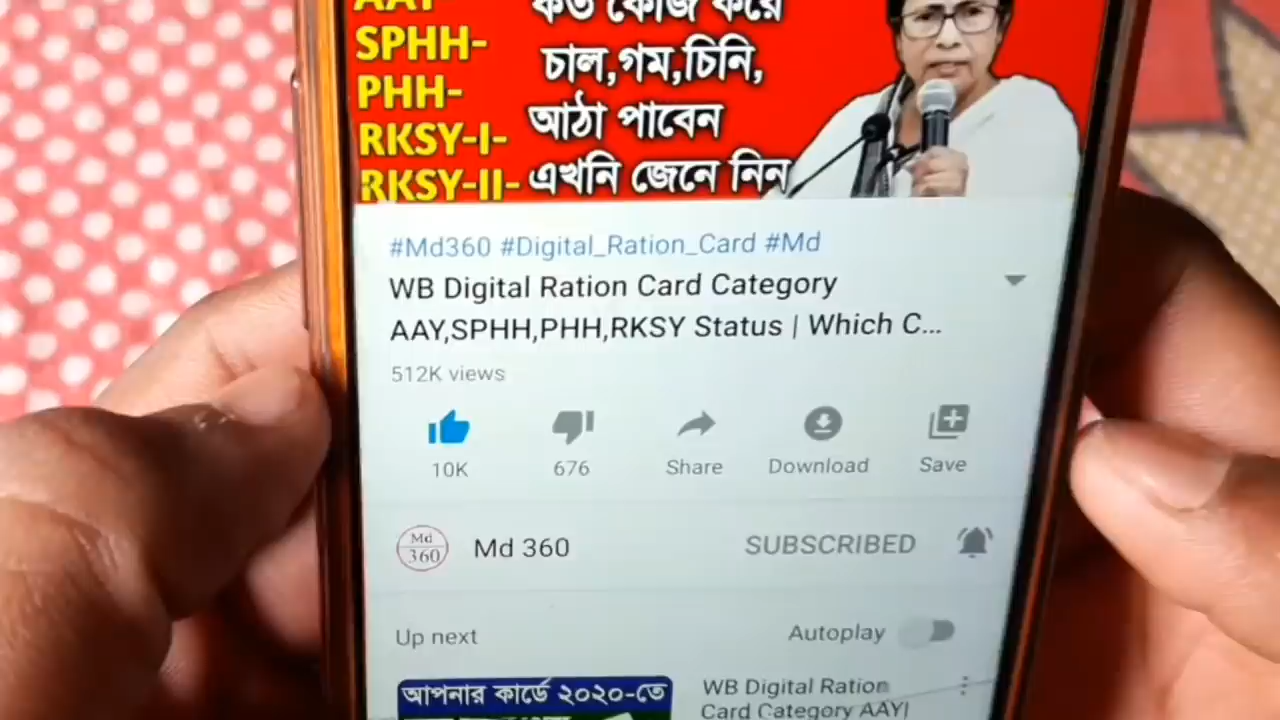 AAY-
SPHH-
PHH-
RKSY-I-
RKSY-II-
কত কেজি করে
চাল,গম,চিনি,
আঠা পাবেন
এখনি জেনে নিন
#Md360 #Digital_Ration_Card #Md
WB Digital Ration Card Category
AAY,SPHH,PHH,RKSY Status | Which C...
512K views
10K
676
Share
Download
Save
Md
360
Md 360
SUBSCRIBED
Up next
Autoplay
আপনার কার্ডে ২০২০-তে
WB Digital Ration
Card Category AAY|